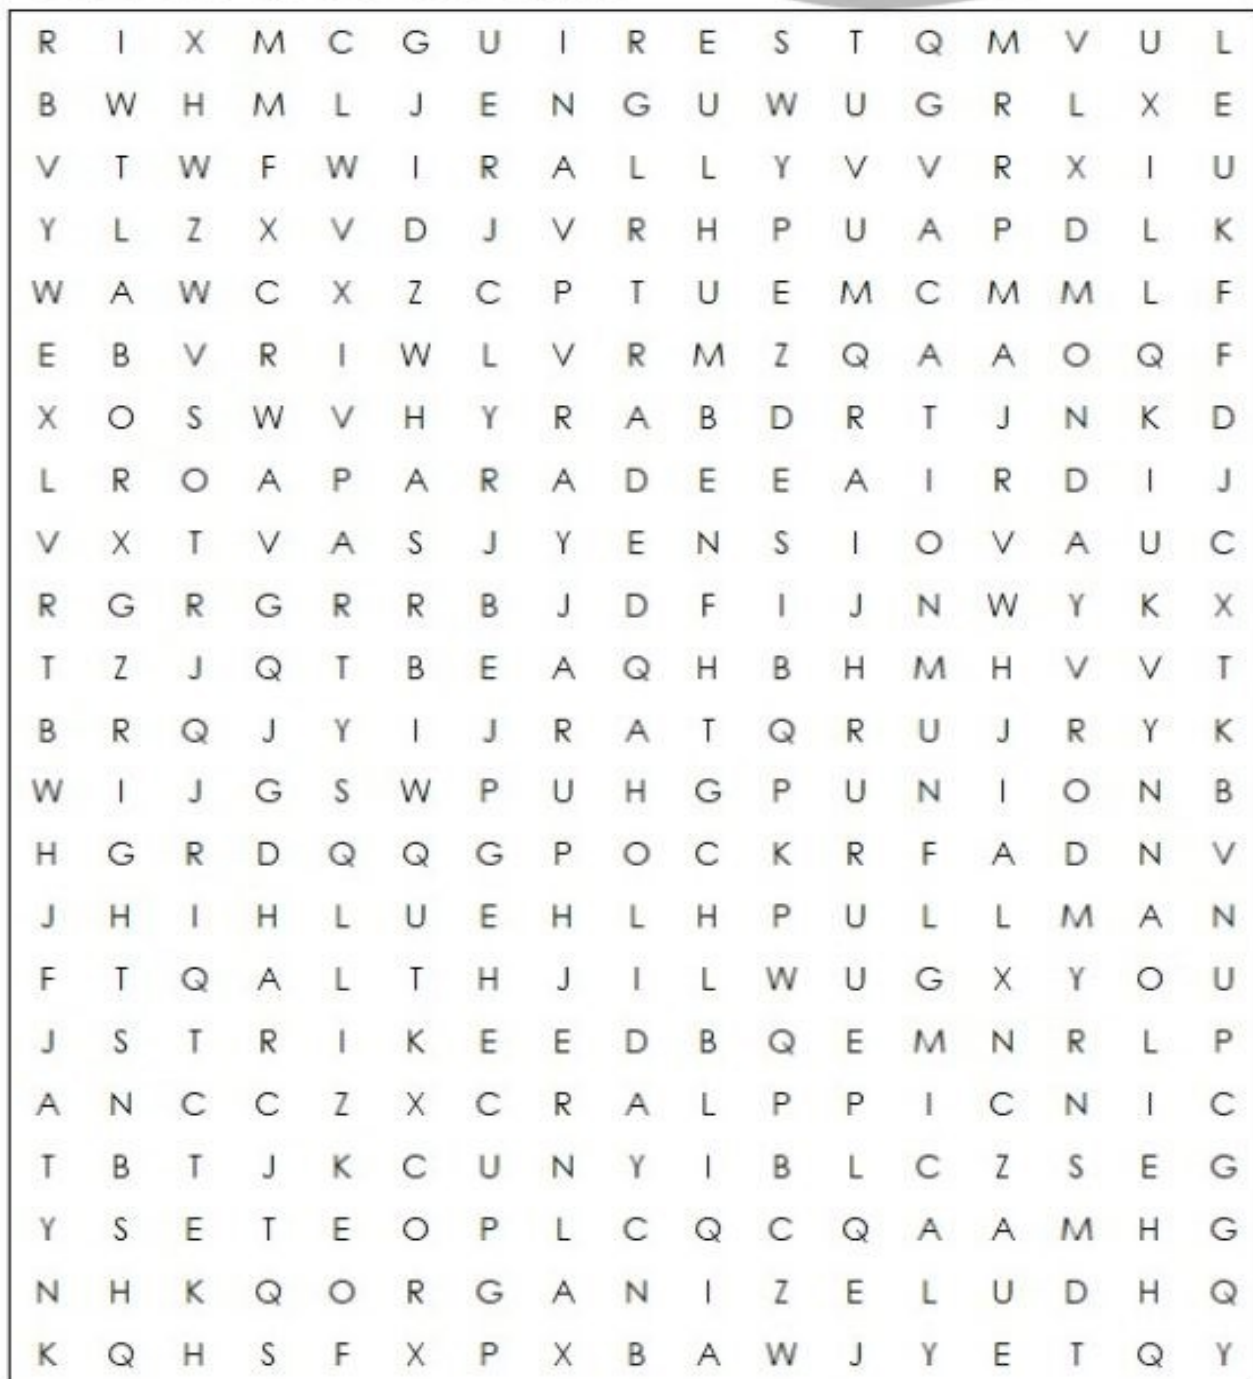 R I X M C G U I R E S T Q M V U L
B W H M L J E N G U W U G R L X E
V T W F W I R A L L Y V V R X I U
Y L Z X V D J V R H P U A P D L K
W A W C X Z C P T U E M C M M L F
E B V R I W L V R M Z Q A A O Q F
X O S W V H Y R A B D R T J N K D
L R O A P A R A D E E A I R D I J
V X T V A S J Y E N S I O V A U C
R G R G R R B J D F I J N W Y K X
T Z J Q T B E A Q H B H M H V V T
B R Q J Y I J R A T Q R U J R Y K
W I J G S W P U H G P U N I O N B
H G R D Q Q G P O C K R F A D N V
J H I H L U E H L H P U L L M A N
F T Q A L T H J I L W U G X Y O U
J S T R I K E E D B Q E M N R L P
A N C C Z X C R A L P P I C N I C
T B T J K C U N Y I B L C Z S E G
Y S E T E O P L C Q C Q A A M H G
N H K Q O R G A N I Z E L U D H Q
K Q H S F X P X B A W J Y E T Q Y